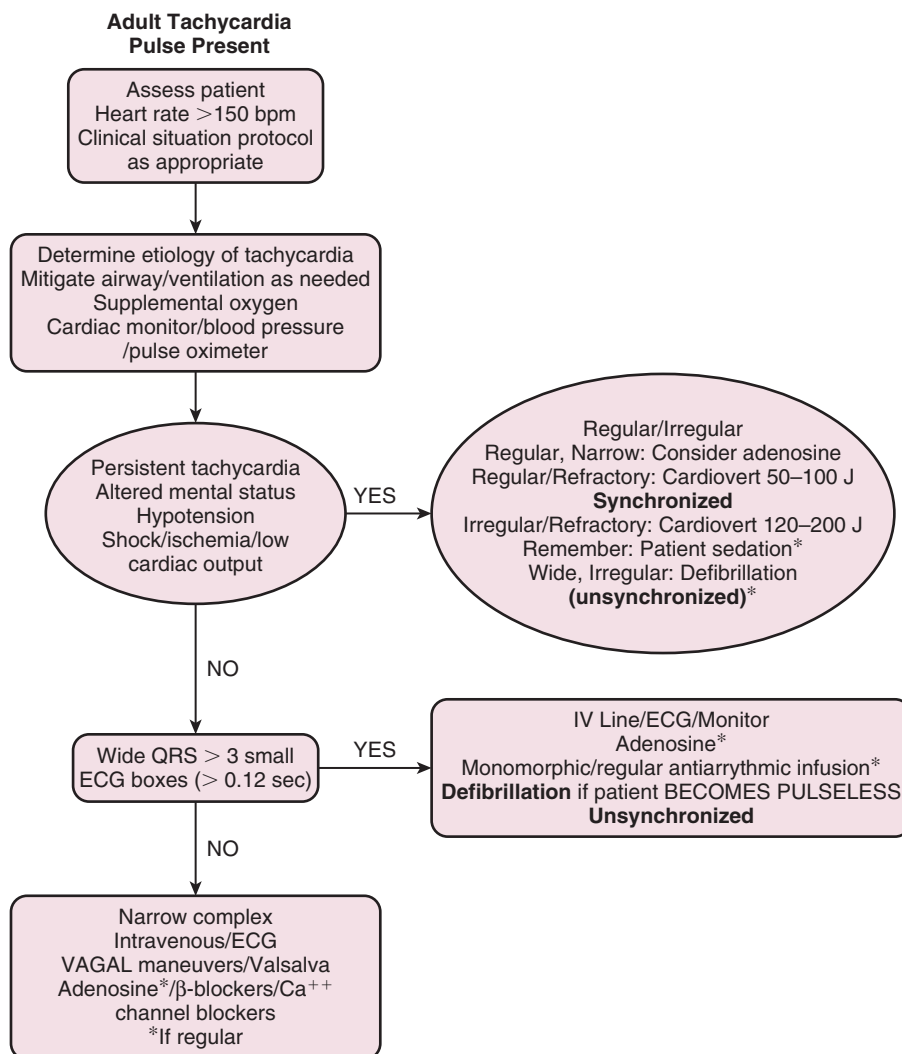 Adult Tachycardia
Pulse Present
Assess patient
Heart rate >150 bpm
Clinical situation protocol
as appropriate
Determine etiology of tachycardia
Mitigate airway/ventilation as needed
Supplemental oxygen
Cardiac monitor/blood pressure
/pulse oximeter
Persistent tachycardia
Altered mental status
Hypotension
Shock/ischemia/low
cardiac output
YES
Regular/Irregular
Regular, Narrow: Consider adenosine
Regular/Refractory: Cardiovert 50–100 J
Synchronized
Irregular/Refractory: Cardiovert 120–200 J
Remember: Patient sedation*
Wide, Irregular: Defibrillation
(unsynchronized)*
NO
Wide QRS > 3 small
ECG boxes (> 0.12 sec)
YES
IV Line/ECG/Monitor
Adenosine*
Monomorphic/regular antiarrythmic infusion*
Defibrillation if patient BECOMES PULSELESS
Unsynchronized
NO
Narrow complex
Intravenous/ECG
VAGAL maneuvers/Valsalva
Adenosine*/β-blockers/Ca++
channel blockers
*If regular